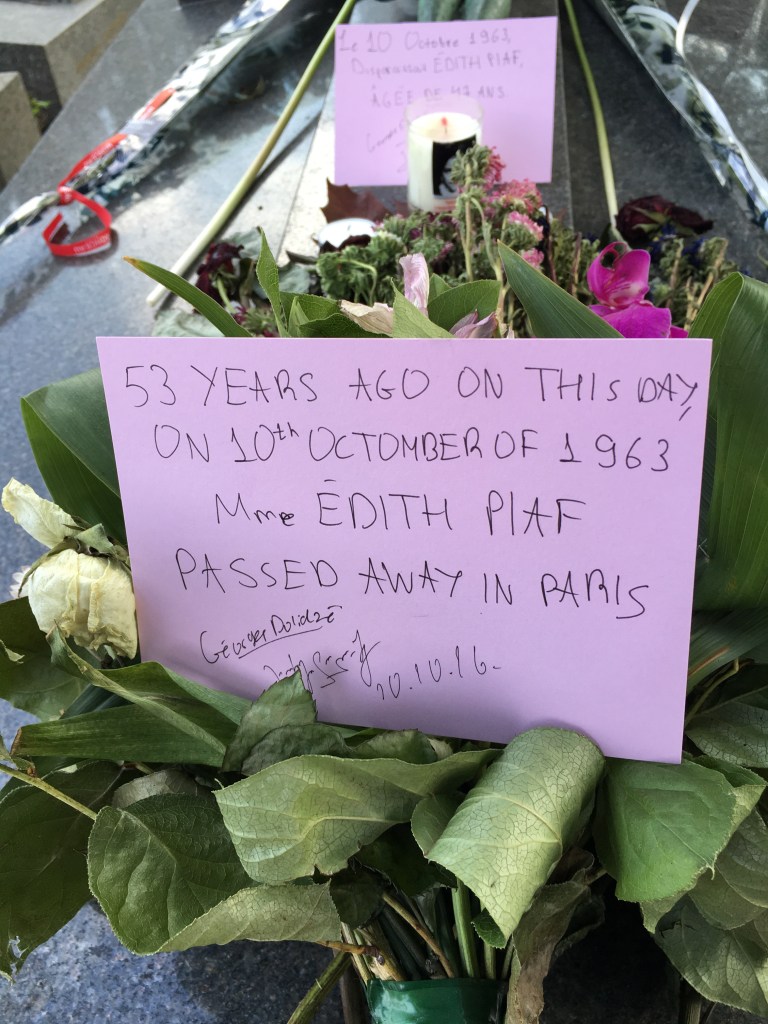 Le 10 Octobre 1963,
ÉDITH PIAF,
ÂGÉE DE 47 ANS
53 YEARS AGO ON THIS DAY,
ON 10th OCTOMBER OF 1963
Mme ÉDITH PIAF
PASSED AWAY IN PARIS
10.10.16.